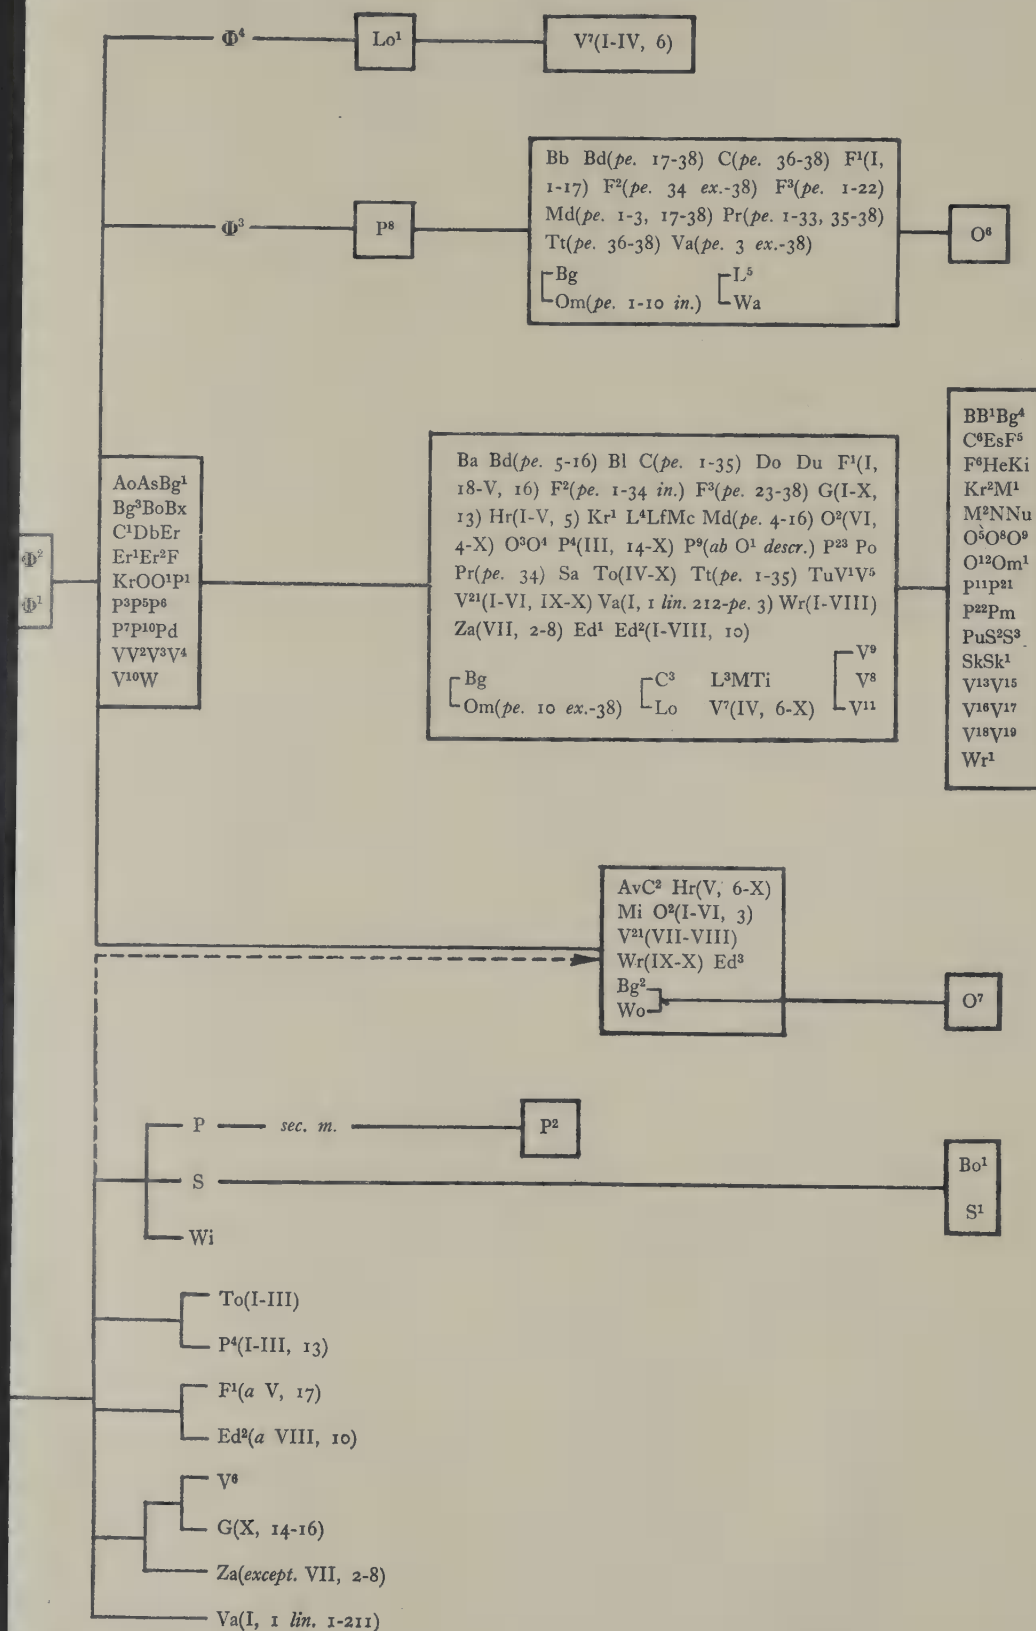 Φ⁴ Lo¹ V⁷(I-IV, 6)
Bb Bd(pe. 17-38) C(pe. 36-38) F¹(I,
1-17) F²(pe. 34 ex.-38) F³(pe. 1-22)
Md(pe. 1-3, 17-38) Pr(pe. 1-33, 35-38)
Tt(pe. 36-38) Va(pe. 3 ex.-38)
Bg L⁵
Om(pe. 1-10 in.) Wa
Φ³ P⁸ O⁶
Φ²
Φ¹
AoAsBg¹
Bg³BoBx
C¹DbEr
Er¹Er²F
KrOO¹P¹
P³P⁵P⁶
P⁷P¹⁰Pd
VV²V³V⁴
V¹⁰W
Ba Bd(pe. 5-16) Bl C(pe. 1-35) Do Du F¹(I,
18-V, 16) F²(pe. 1-34 in.) F³(pe. 23-38) G(I-X,
13) Hr(I-V, 5) Kr¹ L⁴LfMc Md(pe. 4-16) O²(VI,
4-X) O³O⁴ P⁴(III, 14-X) P⁹(ab O¹ descr.) P²³ Po
Pr(pe. 34) Sa To(IV-X) Tt(pe. 1-35) TuV¹V⁵
V²¹(I-VI, IX-X) Va(I, 1 lin. 212-pe. 3) Wr(I-VIII)
Za(VII, 2-8) Ed¹ Ed²(I-VIII, 10)
V⁹
Bg C³ L³MTi V⁸
Om(pe. 10 ex.-38) Lo V⁷(IV, 6-X) V¹¹
BB¹Bg⁴
C⁶EsF⁵
F⁶HeKi
Kr²M¹
M²NNu
O⁵O⁸O⁹
O¹²Om¹
P¹¹P²¹
P²²Pm
PuS²S³
SkSk¹
V¹³V¹⁵
V¹⁶V¹⁷
V¹⁸V¹⁹
Wr¹
AvC² Hr(V, 6-X)
Mi O²(I-VI, 3)
V²¹(VII-VIII)
Wr(IX-X) Ed³
Bg²
Wo
O⁷
P sec. m. P²
S
Bo¹
S¹
Wi
To(I-III)
P⁴(I-III, 13)
F¹(a V, 17)
Ed²(a VIII, 10)
V⁶
G(X, 14-16)
Za(except. VII, 2-8)
Va(I, 1 lin. 1-211)